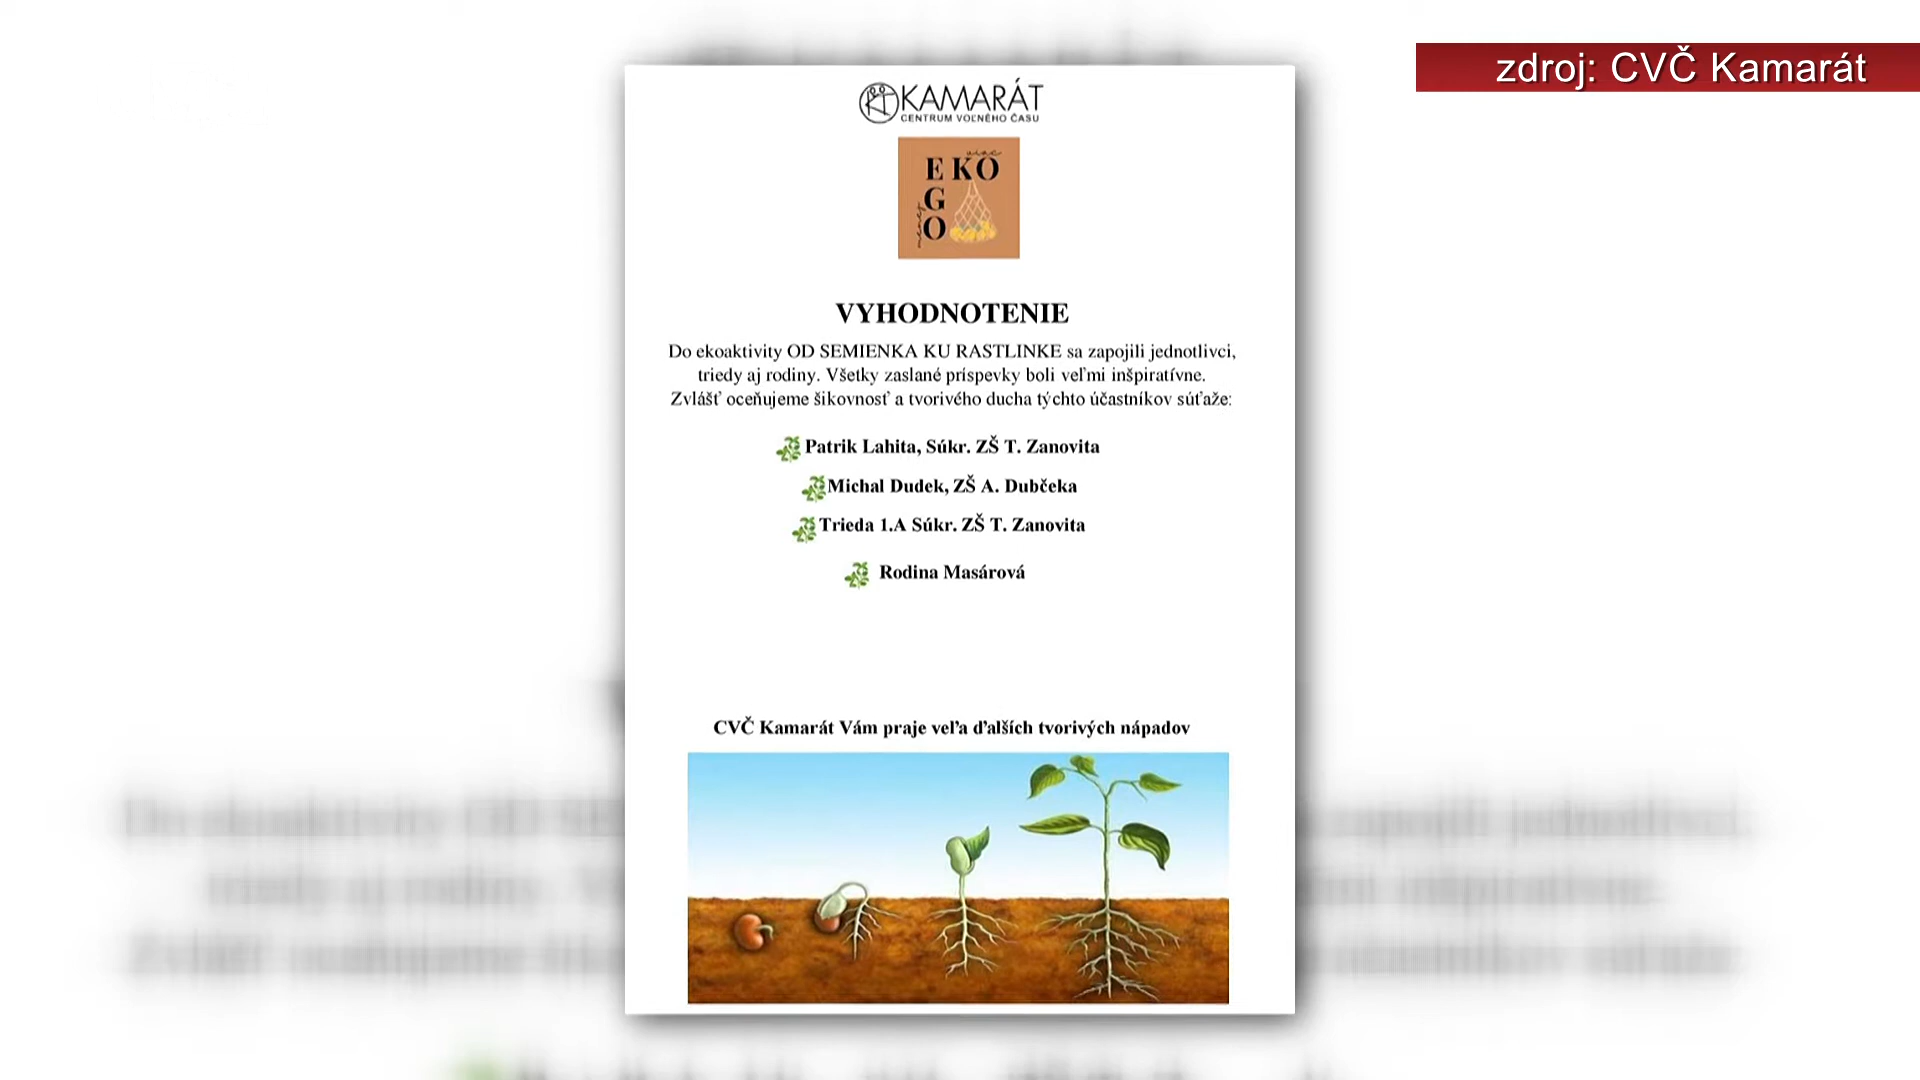 zdroj: CVČ Kamarát
KAMARÁT
CENTRUM VOĽNÉHO ČASU
viac
EKO
G
O
menej
VYHODNOTENIE
Do ekoaktivity OD SEMIENKA KU RASTLINKE sa zapojili jednotlivci,
triedy aj rodiny. Všetky zaslané príspevky boli veľmi inšpiratívne.
Zvlášť oceňujeme šikovnosť a tvorivého ducha týchto účastníkov súťaže:
Patrik Lahita, Súkr. ZŠ T. Zanovita
Michal Dudek, ZŠ A. Dubčeka
Trieda 1.A Súkr. ZŠ T. Zanovita
Rodina Masárová
CVČ Kamarát Vám praje veľa ďalších tvorivých nápadov